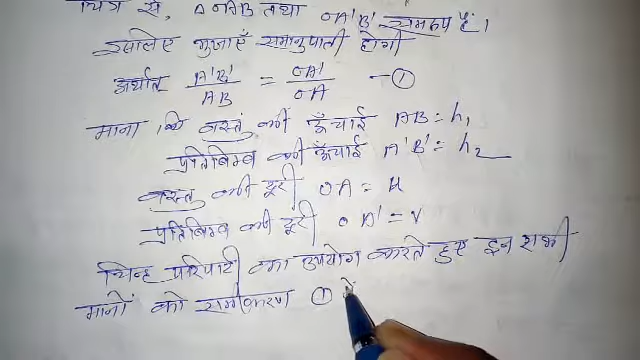 चित्र से, △ OAB तथा OA'B' समरूप हैं।
इसलिए भुजाएँ समानुपाती होगी
अर्थात् A'B'/AB = OA'/OA —①
माना कि वस्तु की ऊँचाई AB = h₁
प्रतिबिम्ब की ऊँचाई A'B' = h₂
वस्तु की दूरी OA = u
प्रतिबिम्ब की दूरी OA' = v
चिन्ह परिपाटी का उपयोग करते हुए इन सभी
मानों को समीकरण ①